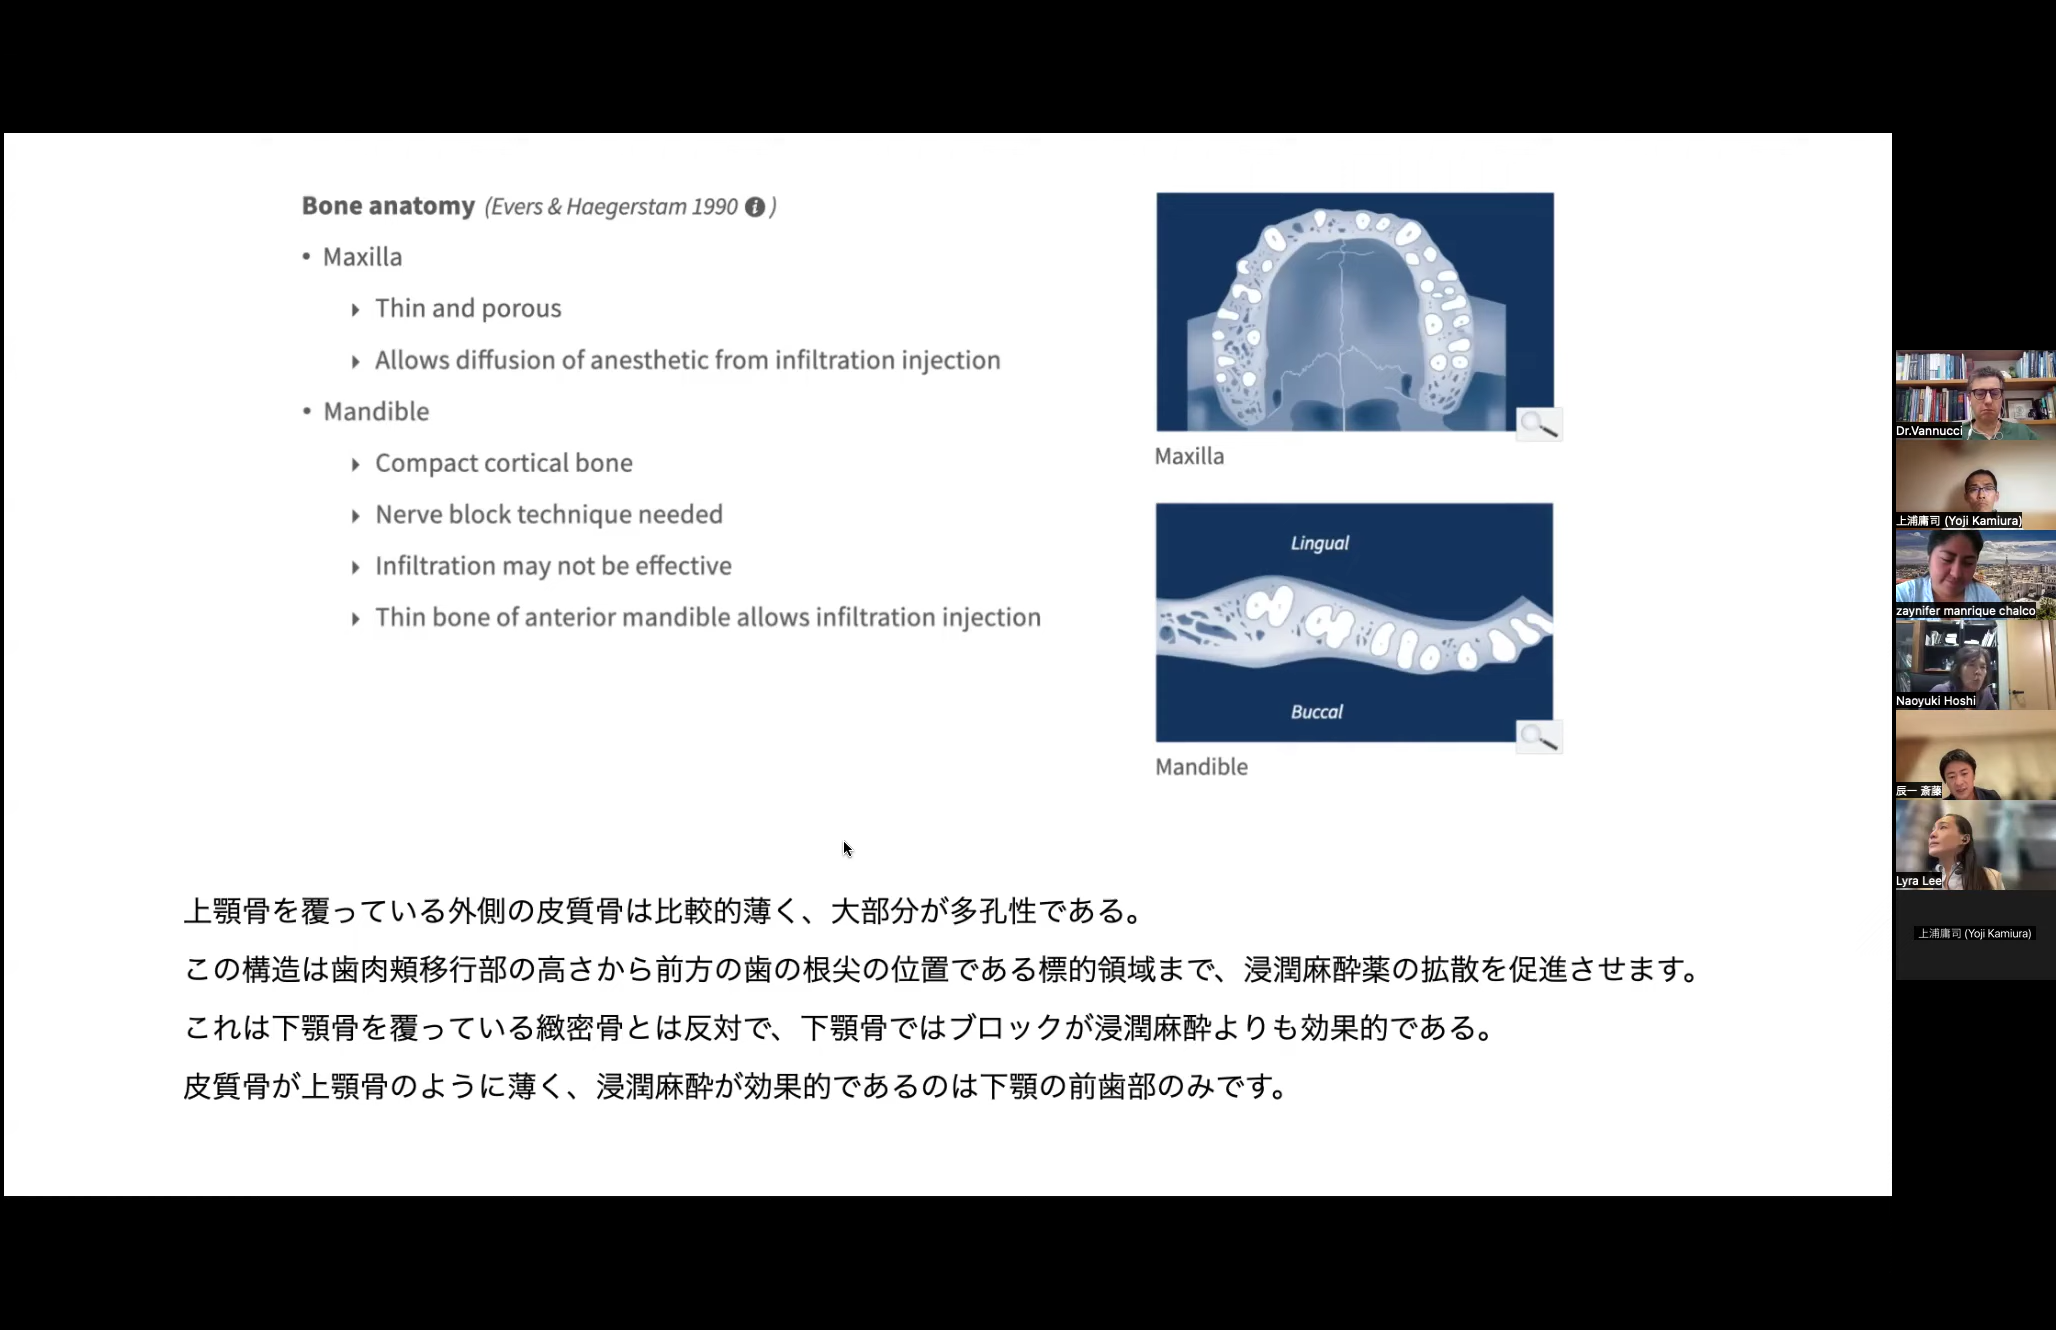 Bone anatomy (Evers & Haegerstam 1990 i )
• Maxilla
Thin and porous
Allows diffusion of anesthetic from infiltration injection
• Mandible
Compact cortical bone
Nerve block technique needed
Infiltration may not be effective
Thin bone of anterior mandible allows infiltration injection
Maxilla
Lingual
Buccal
Mandible
上顎骨を覆っている外側の皮質骨は比較的薄く、大部分が多孔性である。
この構造は歯肉頬移行部の高さから前方の歯の根尖の位置である標的領域まで、浸潤麻酔薬の拡散を促進させます。
これは下顎骨を覆っている緻密骨とは反対で、下顎骨ではブロックが浸潤麻酔よりも効果的である。
皮質骨が上顎骨のように薄く、浸潤麻酔が効果的であるのは下顎の前歯部のみです。
Dr.Vannucci
上浦庸司 (Yoji Kamiura)
zaynifer manrique chalco
Naoyuki Hoshi
辰一 斎藤
Lyra Lee
上浦庸司 (Yoji Kamiura)